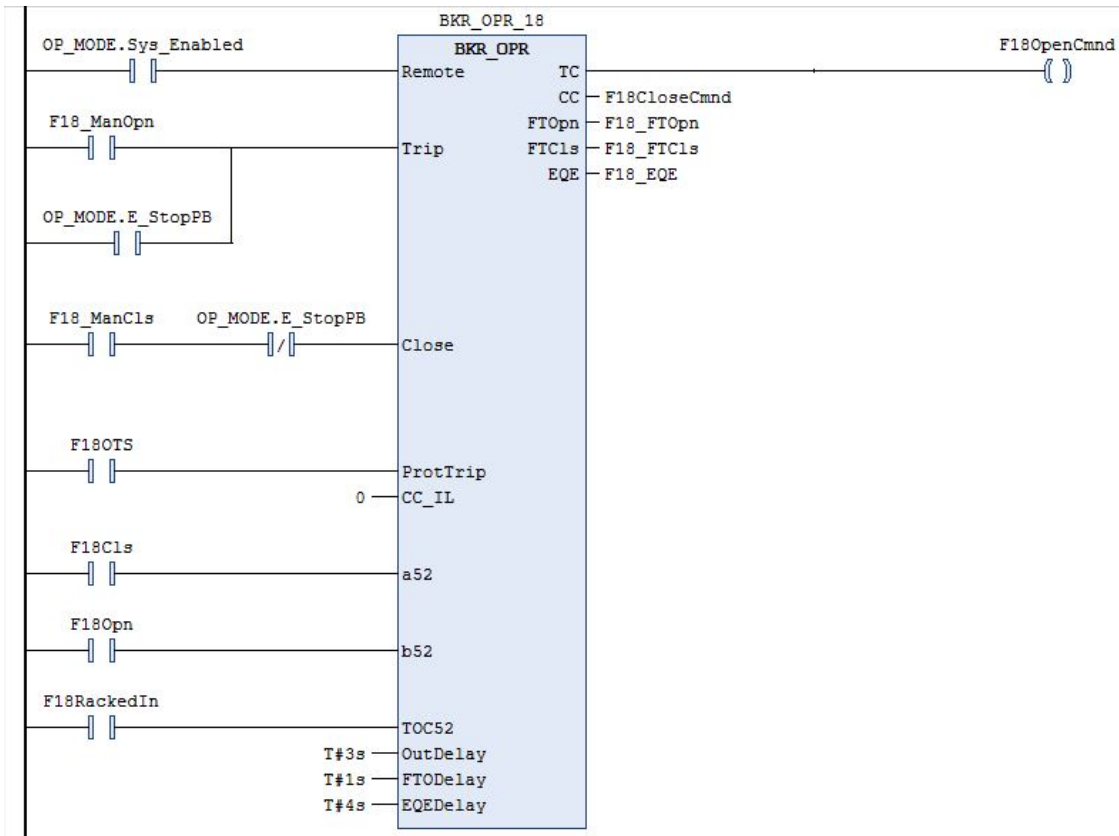 BKR_OPR_18
OP_MODE.Sys_Enabled
BKR_OPR
F18OpenCmnd
Remote
TC
CC
F18CloseCmnd
F18_ManOpn
FTOpn
F18_FTOpn
Trip
FTCls
F18_FTCls
EQE
F18_EQE
OP_MODE.E_StopPB
F18_ManCls
OP_MODE.E_StopPB
Close
F18OTS
ProtTrip
0
CC_IL
F18Cls
a52
F18Opn
b52
F18RackedIn
TOC52
T#3s
OutDelay
T#1s
FTODelay
T#4s
EQEDelay